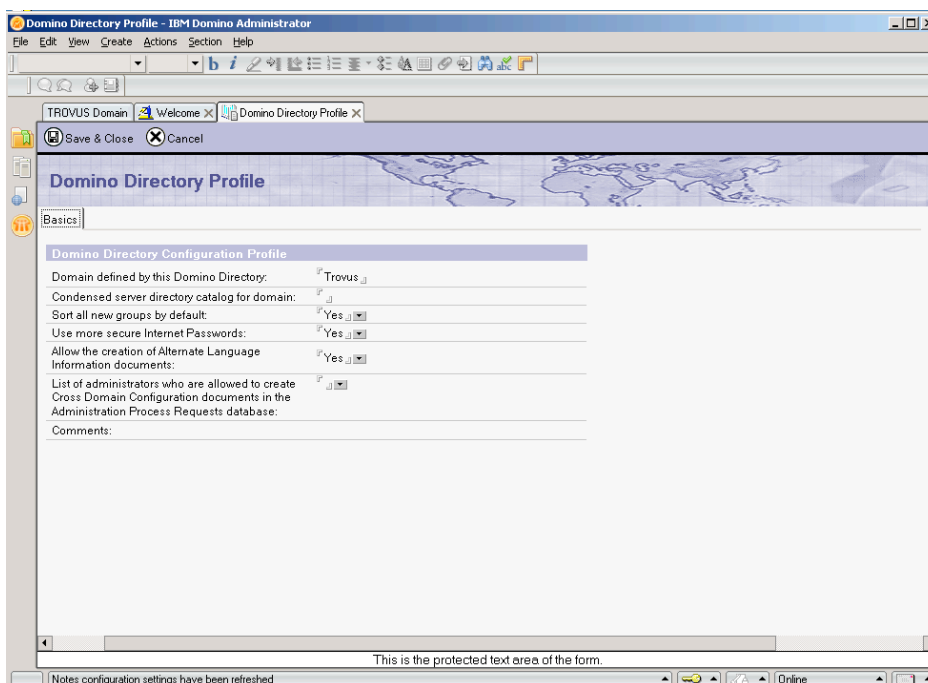 Domino Directory Profile - IBM Domino Administrator
File Edit View Create Actions Section Help
b i
TROVUS Domain Welcome Domino Directory Profile
Save & Close Cancel
Domino Directory Profile
Basics
Domino Directory Configuration Profile
Domain defined by this Domino Directory: Trovus
Condensed server directory catalog for domain:
Sort all new groups by default: Yes
Use more secure Internet Passwords: Yes
Allow the creation of Alternate Language
Information documents: Yes
List of administrators who are allowed to create
Cross Domain Configuration documents in the
Administration Process Requests database:
Comments:
This is the protected text area of the form.
Notes configuration settings have been refreshed Online